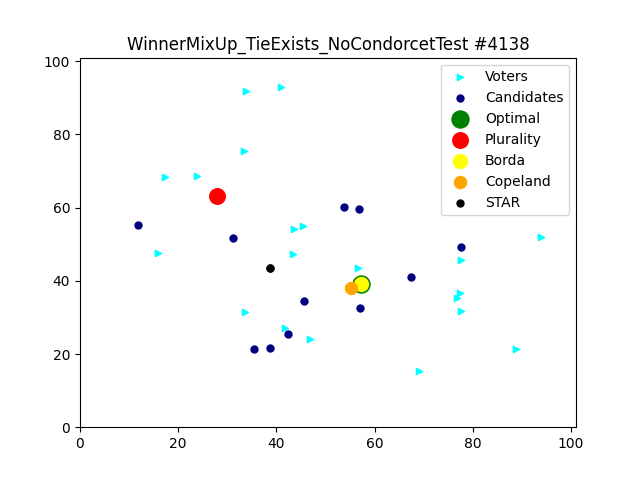 WinnerMixUp_TieExists_NoCondorcetTest #4138
100
80
60
40
20
0
0 20 40 60 80 100
Voters
Candidates
Optimal
Plurality
Borda
Copeland
STAR